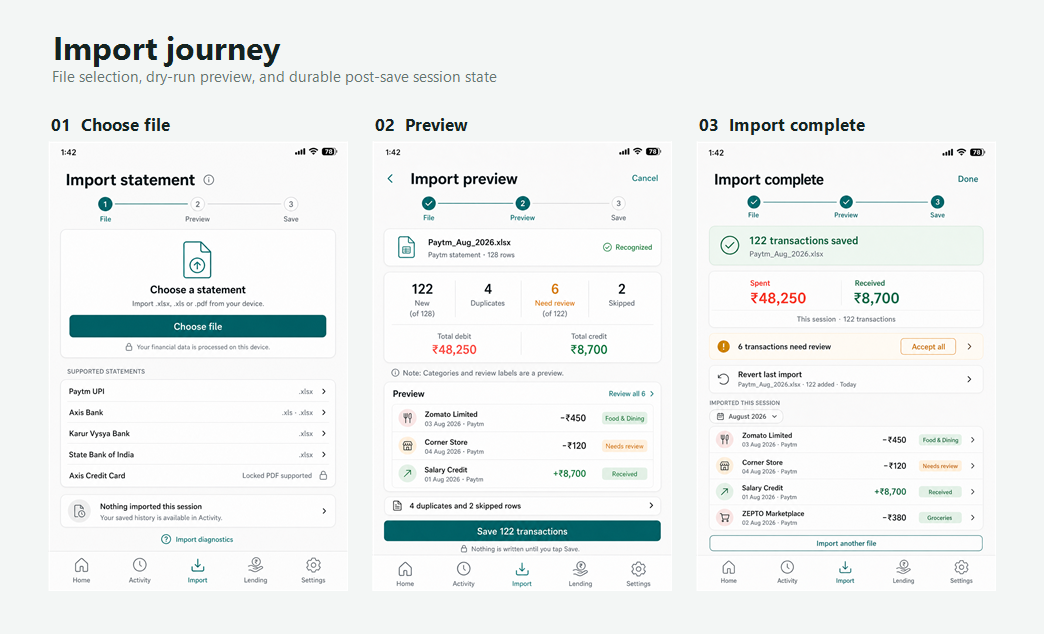 Import journey
File selection, dry-run preview, and durable post-save session state
01 Choose file
1:42
78
Import statement
1
2
3
File
Preview
Save
Choose a statement
Import .xlsx, .xls or .pdf from your device.
Choose file
Your financial data is processed on this device.
SUPPORTED STATEMENTS
Paytm UPI .xlsx
Axis Bank .xls · .xlsx
Karur Vysya Bank .xlsx
State Bank of India .xlsx
Axis Credit Card Locked PDF supported
Nothing imported this session
Your saved history is available in Activity.
Import diagnostics
Home Activity Import Lending Settings
02 Preview
1:42
78
Import preview Cancel
2
3
File Preview Save
Paytm_Aug_2026.xlsx
Paytm statement · 128 rows
Recognized
122 4 6 2
New Duplicates Need review Skipped
(of 128) (of 122)
Total debit Total credit
₹48,250 ₹8,700
Note: Categories and review labels are a preview.
Preview Review all 6
Zomato Limited
03 Aug 2026 · Paytm
-₹450 Food & Dining
Corner Store
04 Aug 2026 · Paytm
-₹120 Needs review
Salary Credit
01 Aug 2026 · Paytm
+₹8,700 Received
4 duplicates and 2 skipped rows
Save 122 transactions
Nothing is written until you tap Save.
Home Activity Import Lending Settings
03 Import complete
1:42
78
Import complete Done
3
File Preview Save
122 transactions saved
Paytm_Aug_2026.xlsx
Spent Received
₹48,250 ₹8,700
This session · 122 transactions
6 transactions need review Accept all
Revert last import
Paytm_Aug_2026.xlsx · 122 added · Today
IMPORTED THIS SESSION
August 2026
Zomato Limited
03 Aug 2026 · Paytm
-₹450 Food & Dining
Corner Store
04 Aug 2026 · Paytm
-₹120 Needs review
Salary Credit
01 Aug 2026 · Paytm
+₹8,700 Received
ZEPTO Marketplace
02 Aug 2026 · Paytm
-₹380 Groceries
Import another file
Home Activity Import Lending Settings